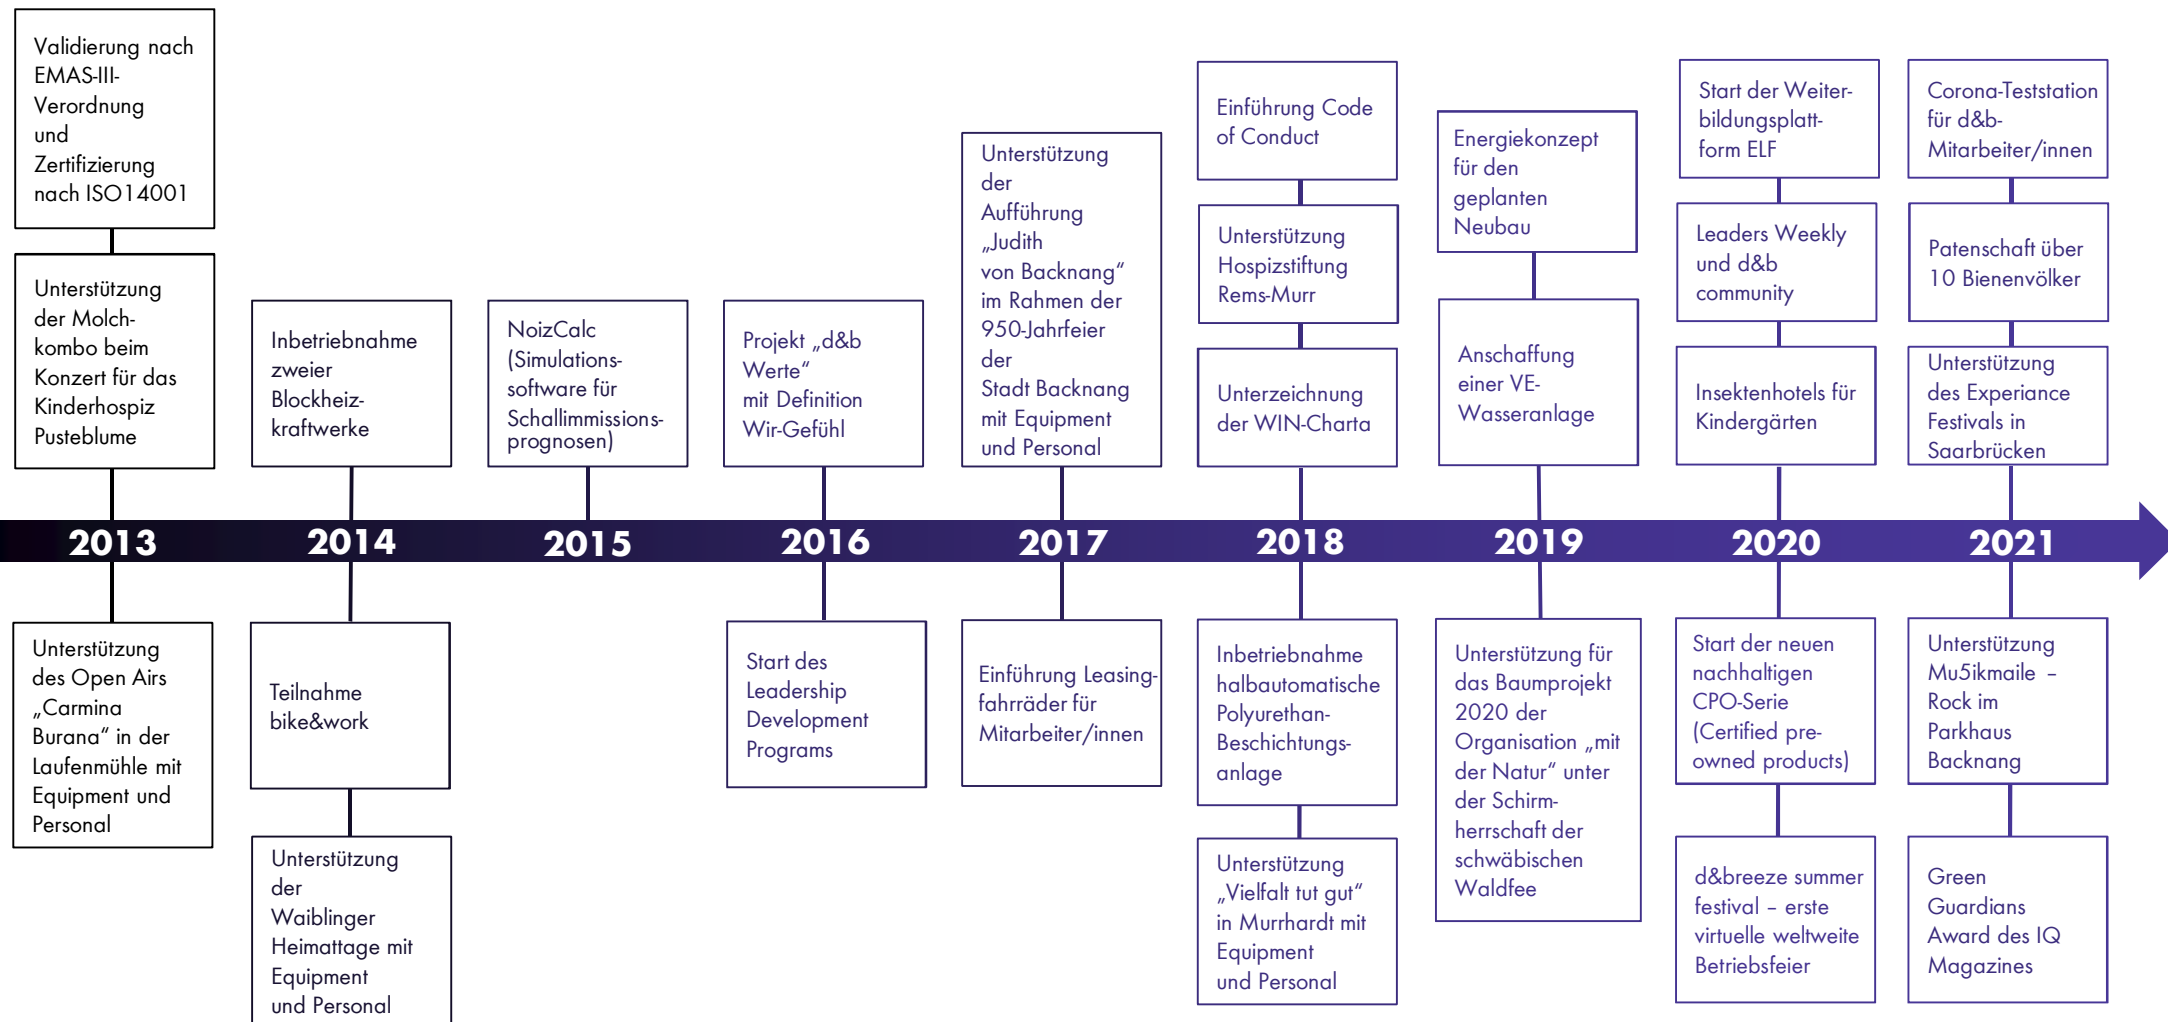 Validierung nach
EMAS-III-
Verordnung
und
Zertifizierung
nach ISO14001
Unterstützung
der Molch-
kombo beim
Konzert für das
Kinderhospiz
Pusteblume
Inbetriebnahme
zweier
Blockheiz-
kraftwerke
NoizCalc
(Simulations-
software für
Schallimmissions-
prognosen)
Projekt „d&b
Werte“
mit Definition
Wir-Gefühl
Unterstützung
der
Aufführung
„Judith
von Backnang“
im Rahmen der
950-Jahrfeier
der
Stadt Backnang
mit Equipment
und Personal
Einführung Code
of Conduct
Unterstützung
Hospizstiftung
Rems-Murr
Unterzeichnung
der WIN-Charta
Energiekonzept
für den
geplanten
Neubau
Anschaffung
einer VE-
Wasseranlage
Start der Weiter-
bildungsplatt-
form ELF
Leaders Weekly
und d&b
community
Insektenhotels für
Kindergärten
Corona-Teststation
für d&b-
Mitarbeiter/innen
Patenschaft über
10 Bienenvölker
Unterstützung
des Experiance
Festivals in
Saarbrücken
2013 2014 2015 2016 2017 2018 2019 2020 2021
Unterstützung
des Open Airs
„Carmina
Burana“ in der
Laufenmühle mit
Equipment und
Personal
Teilnahme
bike&work
Unterstützung
der
Waiblinger
Heimattage mit
Equipment
und Personal
Start des
Leadership
Development
Programs
Einführung Leasing-
fahrräder für
Mitarbeiter/innen
Inbetriebnahme
halbautomatische
Polyurethan-
Beschichtungs-
anlage
Unterstützung
„Vielfalt tut gut“
in Murrhardt mit
Equipment
und Personal
Unterstützung für
das Baumprojekt
2020 der
Organisation „mit
der Natur“ unter
der Schirm-
herrschaft der
schwäbischen
Waldfee
Start der neuen
nachhaltigen
CPO-Serie
(Certified pre-
owned products)
d&breeze summer
festival – erste
virtuelle weltweite
Betriebsfeier
Unterstützung
Mu5ikmaile –
Rock im
Parkhaus
Backnang
Green
Guardians
Award des IQ
Magazines